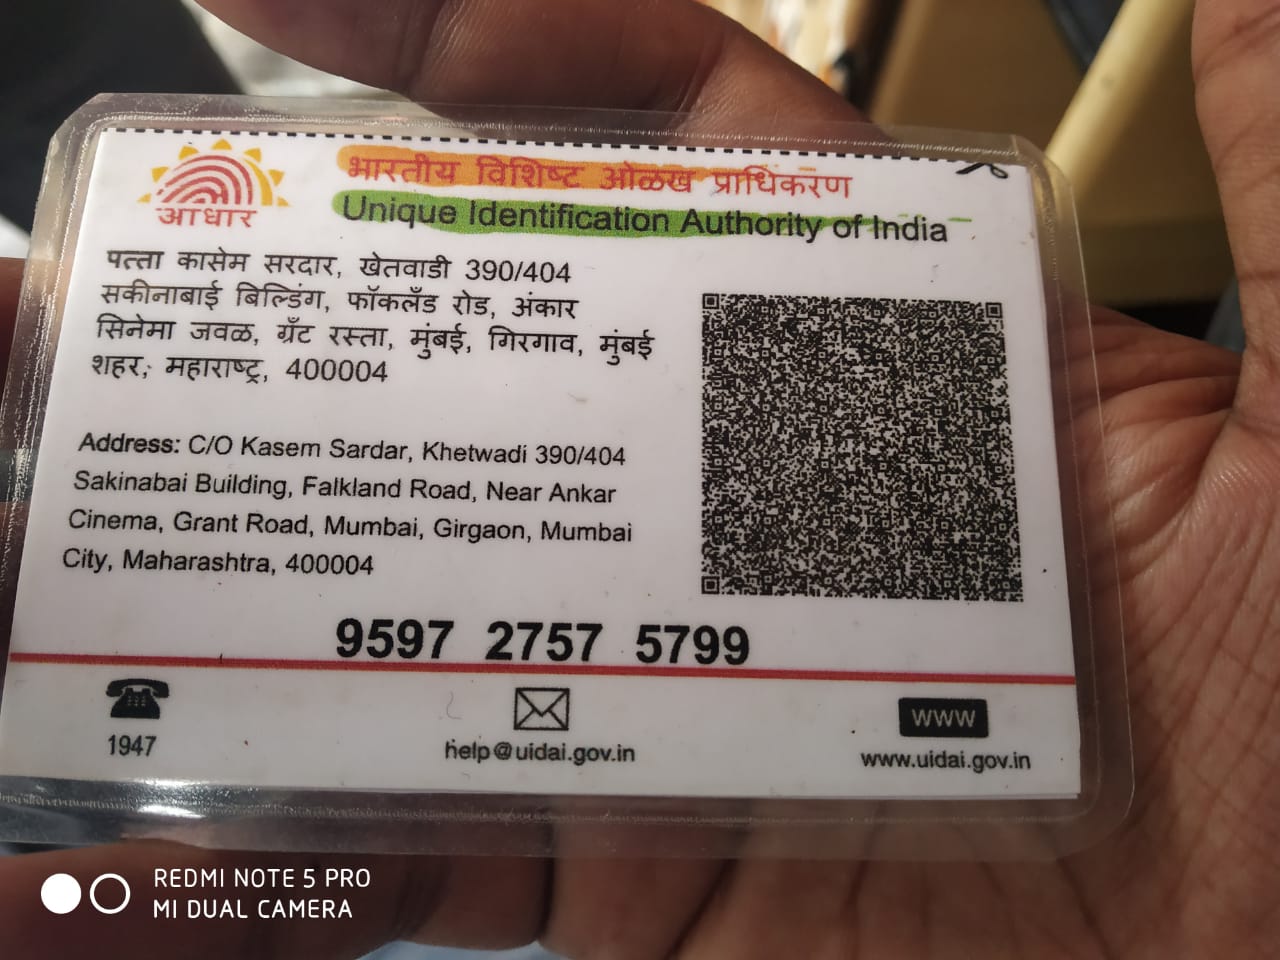 आधार
भारतीय विशिष्ट ओळख प्राधिकरण
Unique Identification Authority of India
पत्ता कासेम सरदार, खेतवाडी 390/404
सकीनाबाई बिल्डिंग, फॉकलँड रोड, अंकार
सिनेमा जवळ, ग्रँट रस्ता, मुंबई, गिरगाव, मुंबई
शहर, महाराष्ट्र, 400004
Address: C/O Kasem Sardar, Khetwadi 390/404
Sakinabai Building, Falkland Road, Near Ankar
Cinema, Grant Road, Mumbai, Girgaon, Mumbai
City, Maharashtra, 400004
9597 2757 5799
1947
help@uidai.gov.in
www
www.uidai.gov.in
REDMI NOTE 5 PRO
MI DUAL CAMERA